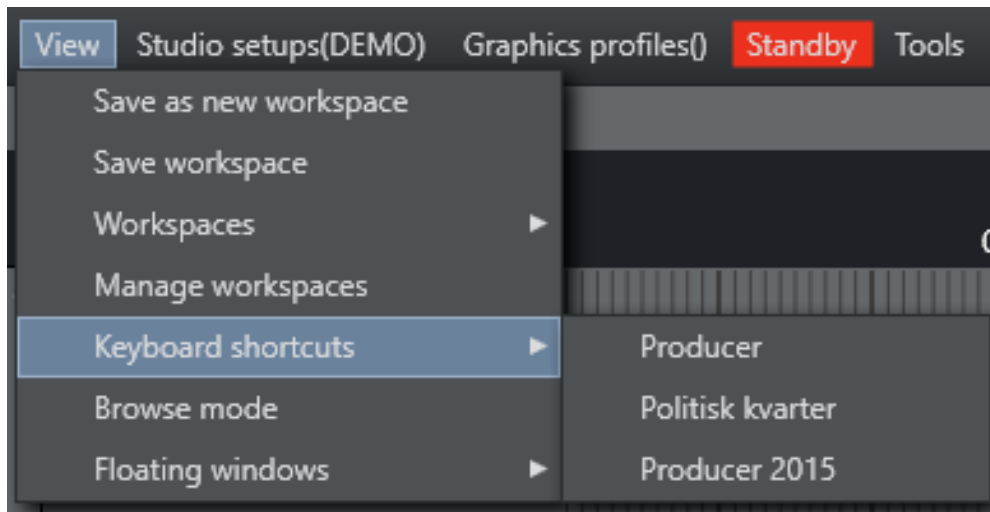 View Studio setups(DEMO) Graphics profiles() Standby Tools
Save as new workspace
Save workspace
Workspaces
Manage workspaces
Keyboard shortcuts
Browse mode
Floating windows
Producer
Politisk kvarter
Producer 2015